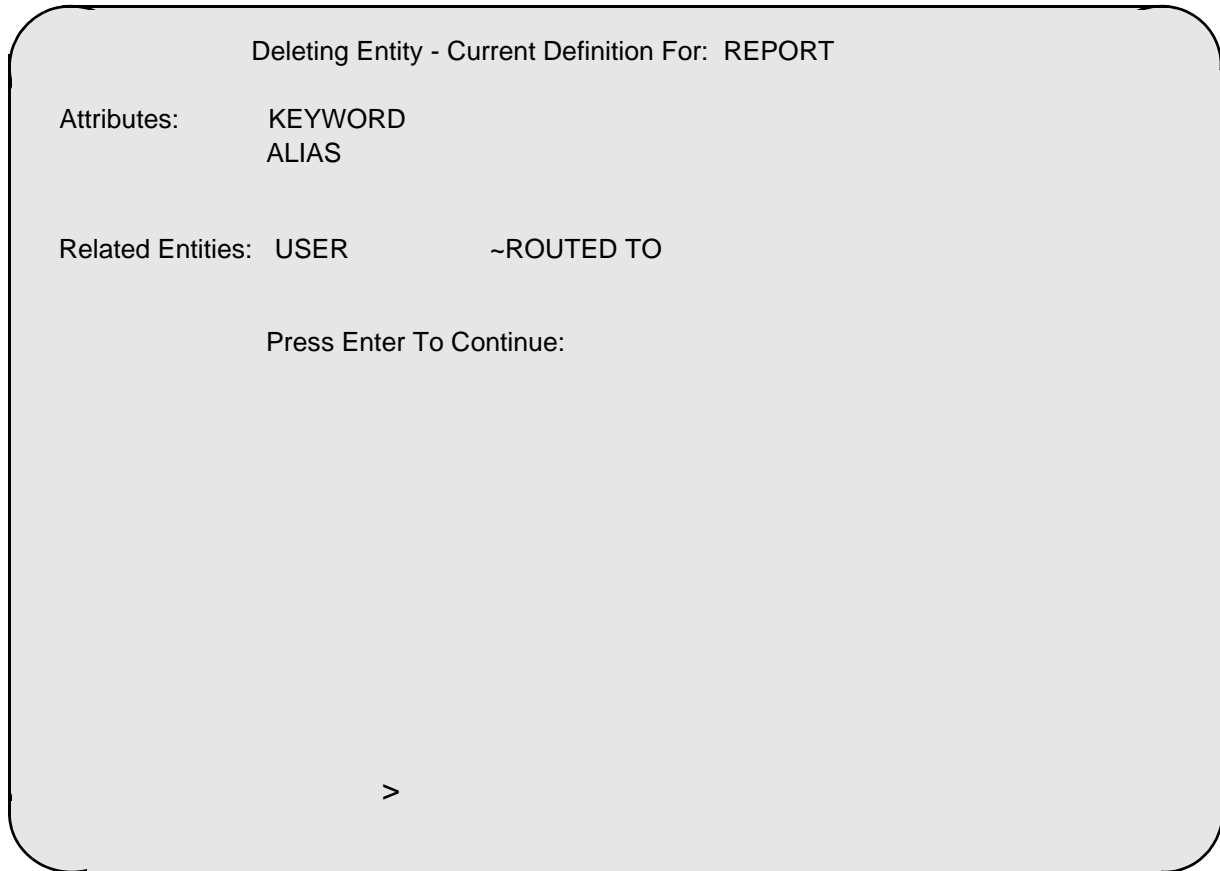 Deleting Entity - Current Definition For: REPORT
Attributes: KEYWORD
ALIAS
Related Entities: USER ~ROUTED TO
Press Enter To Continue:
>